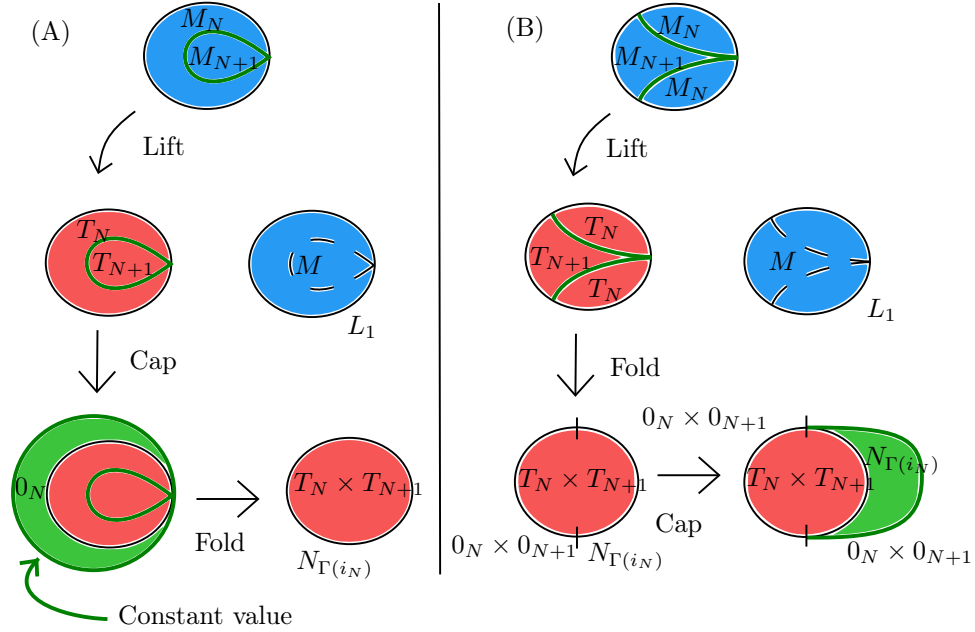 (A)
M_N
M_{N+1}
Lift
T_N
T_{N+1}
M
L_1
Cap
0_N
Fold
T_N × T_{N+1}
N_{Γ(i_N)}
Constant value
(B)
M_N
M_{N+1}
M_N
Lift
T_N
T_{N+1}
T_N
M
L_1
Fold
0_N × 0_{N+1}
T_N × T_{N+1}
0_N × 0_{N+1}
N_{Γ(i_N)}
Cap
N_{Γ(i_N)}
T_N × T_{N+1}
0_N × 0_{N+1}